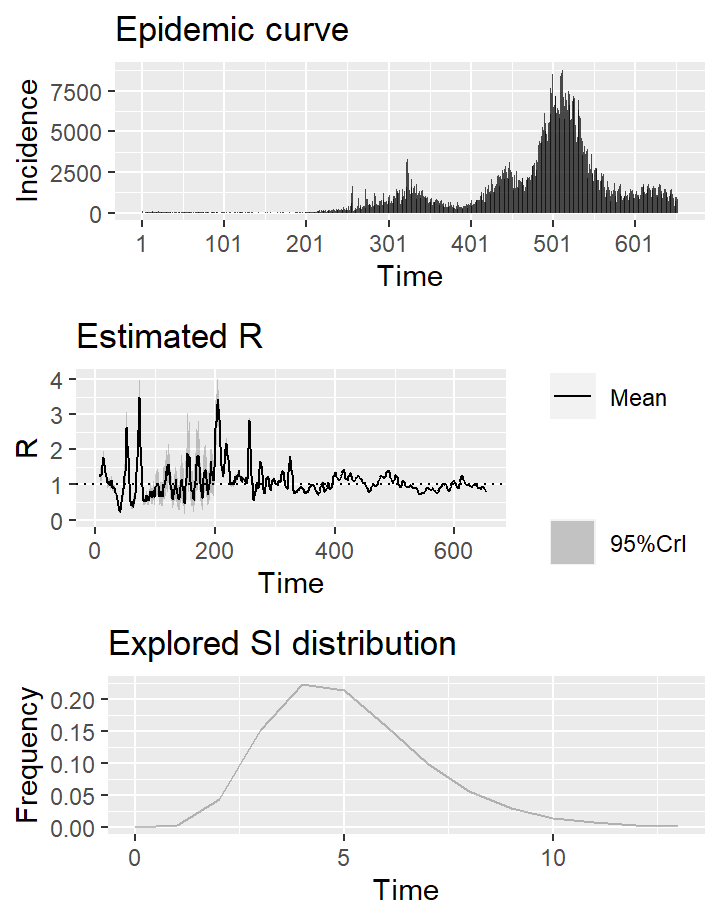 Epidemic curve
Incidence
7500
5000
2500
0
1 101 201 301 401 501 601
Time
Estimated R
R
4
3
2
1
0
0 200 400 600
Time
Mean
95%CrI
Explored SI distribution
Frequency
0.20
0.15
0.10
0.05
0.00
0 5 10
Time